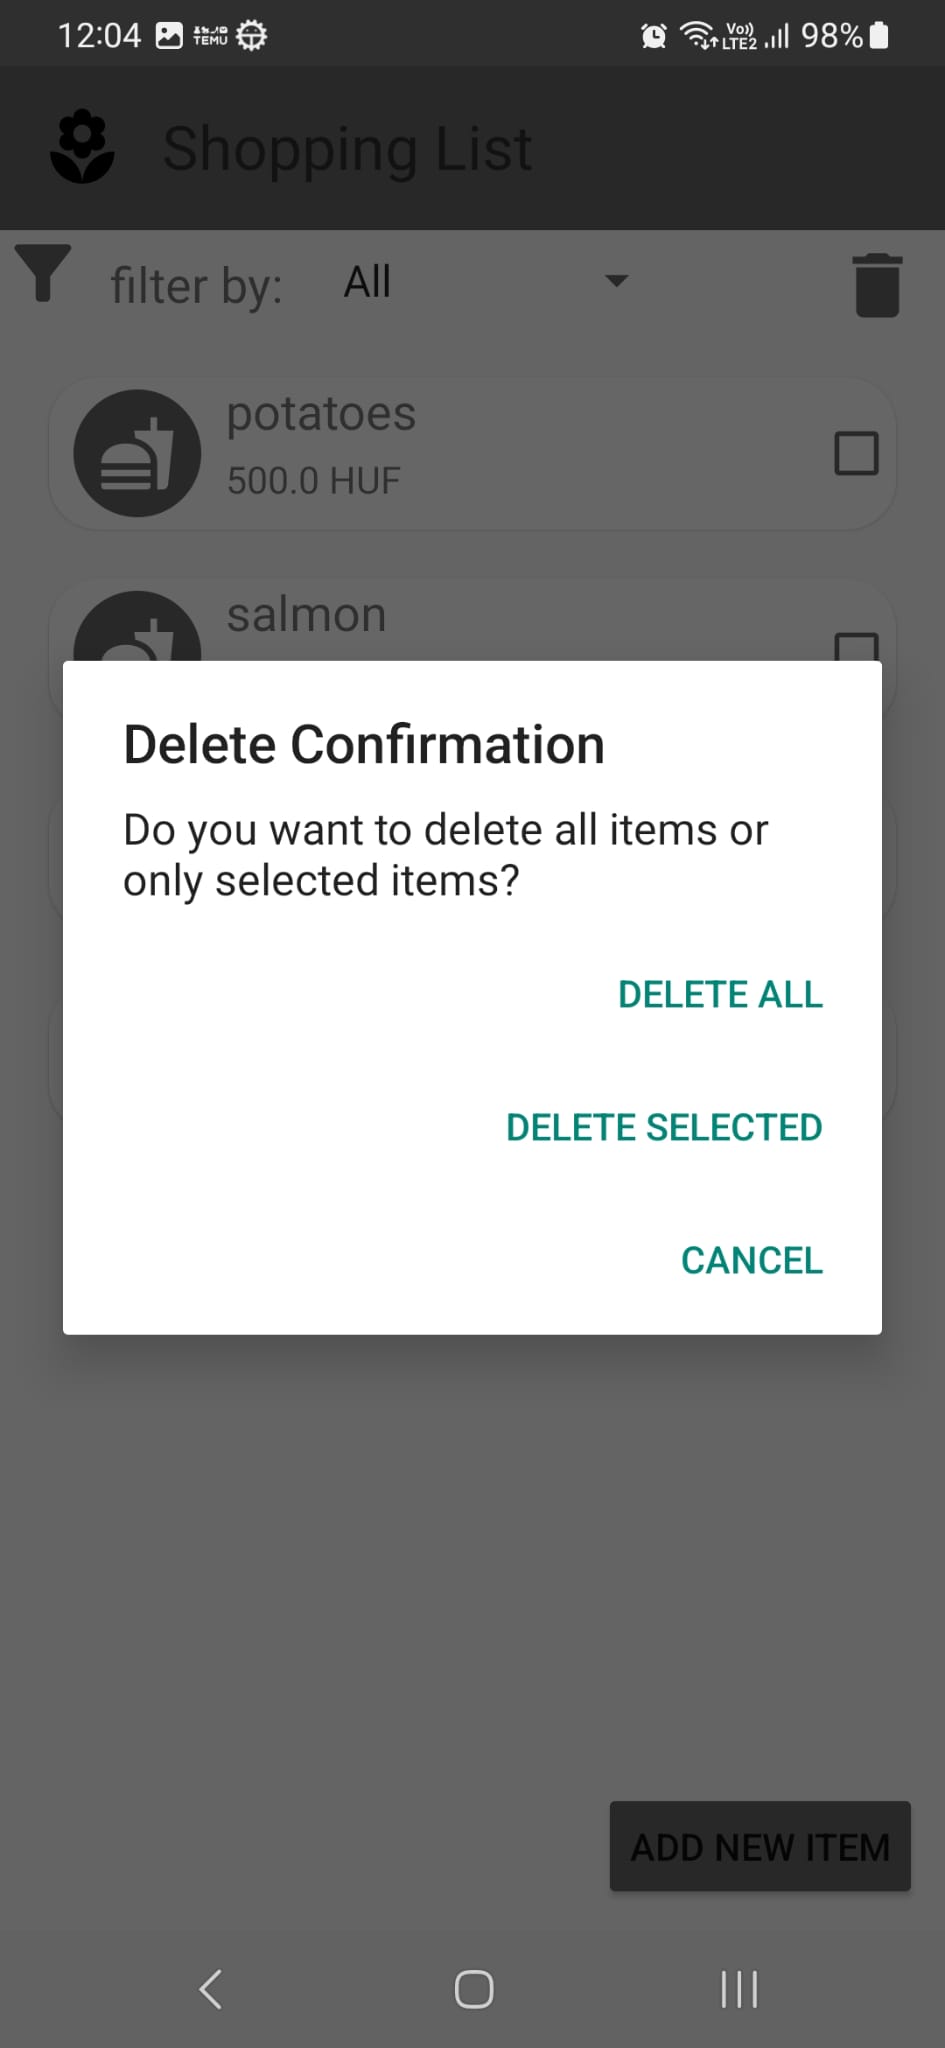 12:04 TEMU Vo)) LTE2 98%
Shopping List
filter by: All
potatoes
500.0 HUF
salmon
Delete Confirmation
Do you want to delete all items or
only selected items?
DELETE ALL
DELETE SELECTED
CANCEL
ADD NEW ITEM